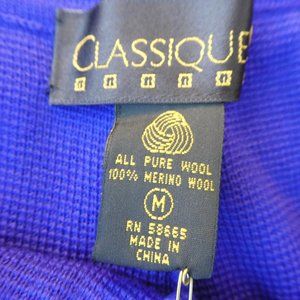 CLASSIQUE
ALL PURE WOOL
100% MERINO WOOL
M
RN 58665
MADE IN
CHINA